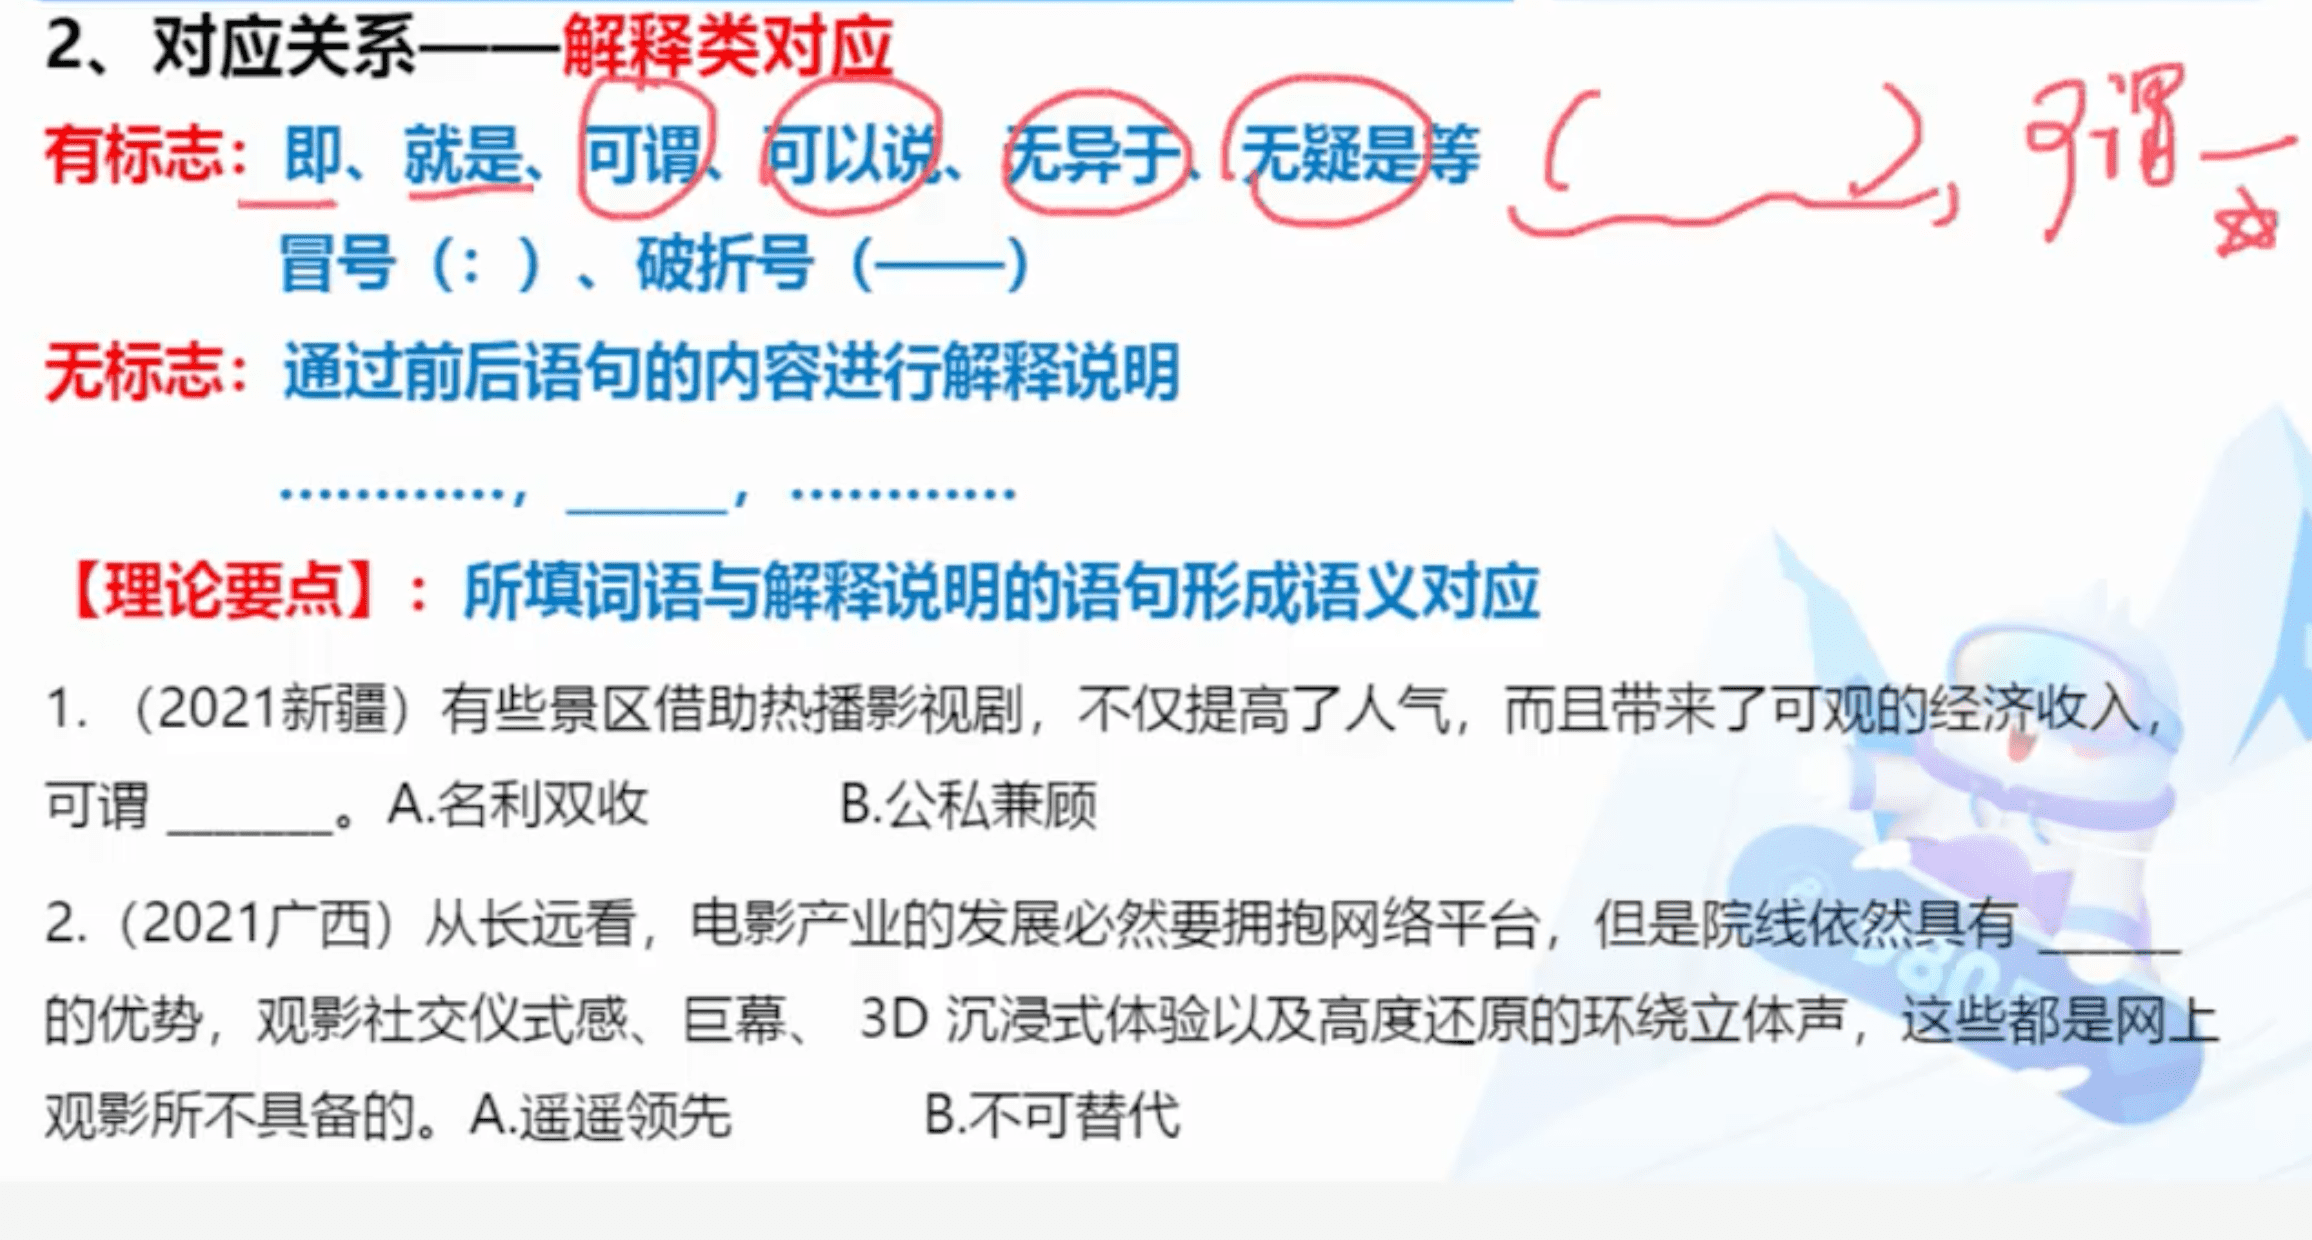 2、对应关系——解释类对应
有标志：即、就是、可谓、可以说、无异于、无疑是等
(    )，可谓—
冒号（：）、破折号（——）
无标志：通过前后语句的内容进行解释说明
…………，_____，…………
【理论要点】：所填词语与解释说明的语句形成语义对应
1. （2021新疆）有些景区借助热播影视剧，不仅提高了人气，而且带来了可观的经济收入，
可谓 ______。A.名利双收 B.公私兼顾
2.（2021广西）从长远看，电影产业的发展必然要拥抱网络平台，但是院线依然具有 _____
的优势，观影社交仪式感、巨幕、 3D 沉浸式体验以及高度还原的环绕立体声，这些都是网上
观影所不具备的。A.遥遥领先 B.不可替代